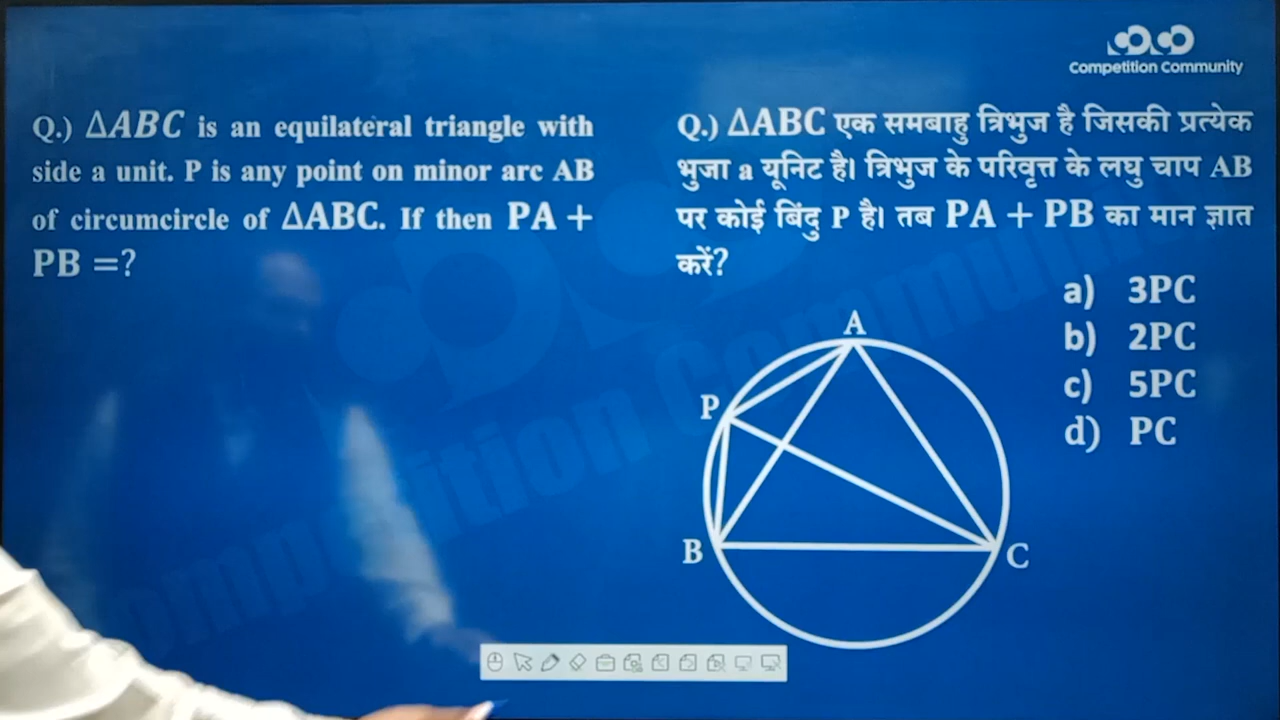 Competition Community
Q.) ΔABC is an equilateral triangle with
side a unit. P is any point on minor arc AB
of circumcircle of ΔABC. If then PA +
PB =?
Q.) ΔABC एक समबाहु त्रिभुज है जिसकी प्रत्येक
भुजा a यूनिट है। त्रिभुज के परिवृत्त के लघु चाप AB
पर कोई बिंदु P है। तब PA + PB का मान ज्ञात
करें?
a) 3PC
b) 2PC
c) 5PC
d) PC
A
P
B
C
Competition Community